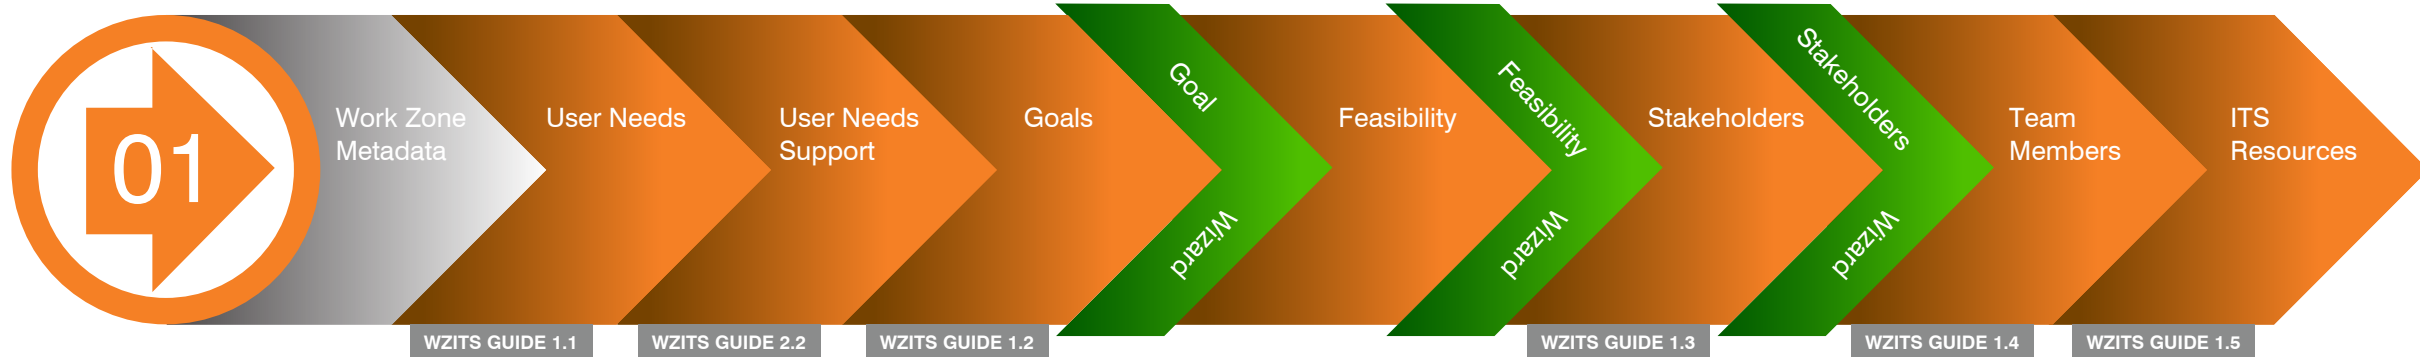 01
Work Zone
Metadata
User Needs
User Needs
Support
Goals
Goal
Wizard
Feasibility
Feasibility
Wizard
Stakeholders
Stakeholders
Wizard
Team
Members
ITS
Resources
WZITS GUIDE 1.1
WZITS GUIDE 2.2
WZITS GUIDE 1.2
WZITS GUIDE 1.3
WZITS GUIDE 1.4
WZITS GUIDE 1.5